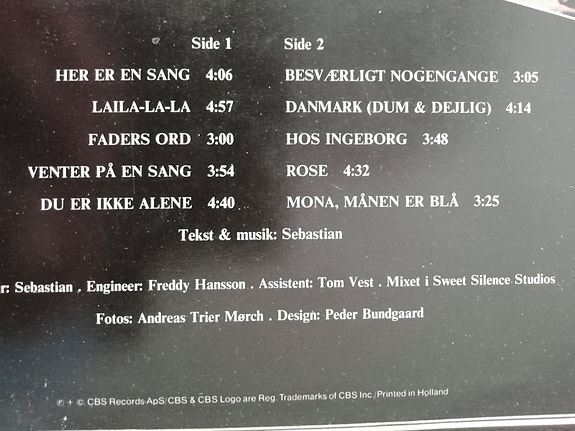 Side 1
HER ER EN SANG 4:06
LAILA-LA-LA 4:57
FADERS ORD 3:00
VENTER PÅ EN SANG 3:54
DU ER IKKE ALENE 4:40
Side 2
BESVÆRLIGT NOGENGANGE 3:05
DANMARK (DUM & DEJLIG) 4:14
HOS INGEBORG 3:48
ROSE 4:32
MONA, MÅNEN ER BLÅ 3:25
Tekst & musik: Sebastian
r: Sebastian . Engineer: Freddy Hansson . Assistent: Tom Vest . Mixet i Sweet Silence Studios
Fotos: Andreas Trier Mørch . Design: Peder Bundgaard
℗ + © CBS Records ApS/CBS & CBS Logo are Reg. Trademarks of CBS Inc./Printed in Holland